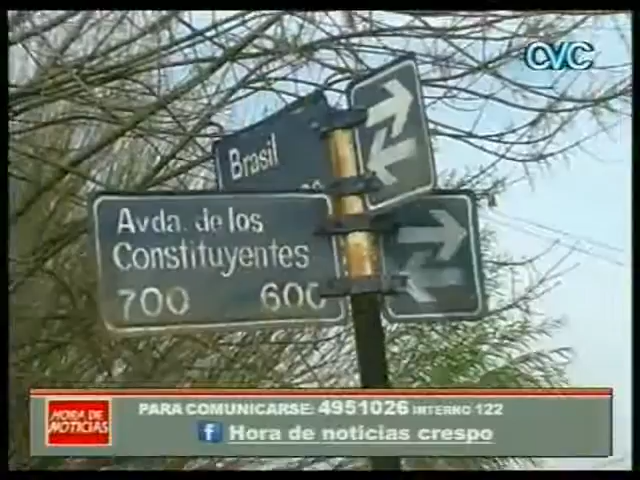 CVC
Brasil
Avda. de los
Constituyentes
700 600
HORA DE
NOTICIAS
PARA COMUNICARSE: 4951026 INTERNO 122
f Hora de noticias crespo